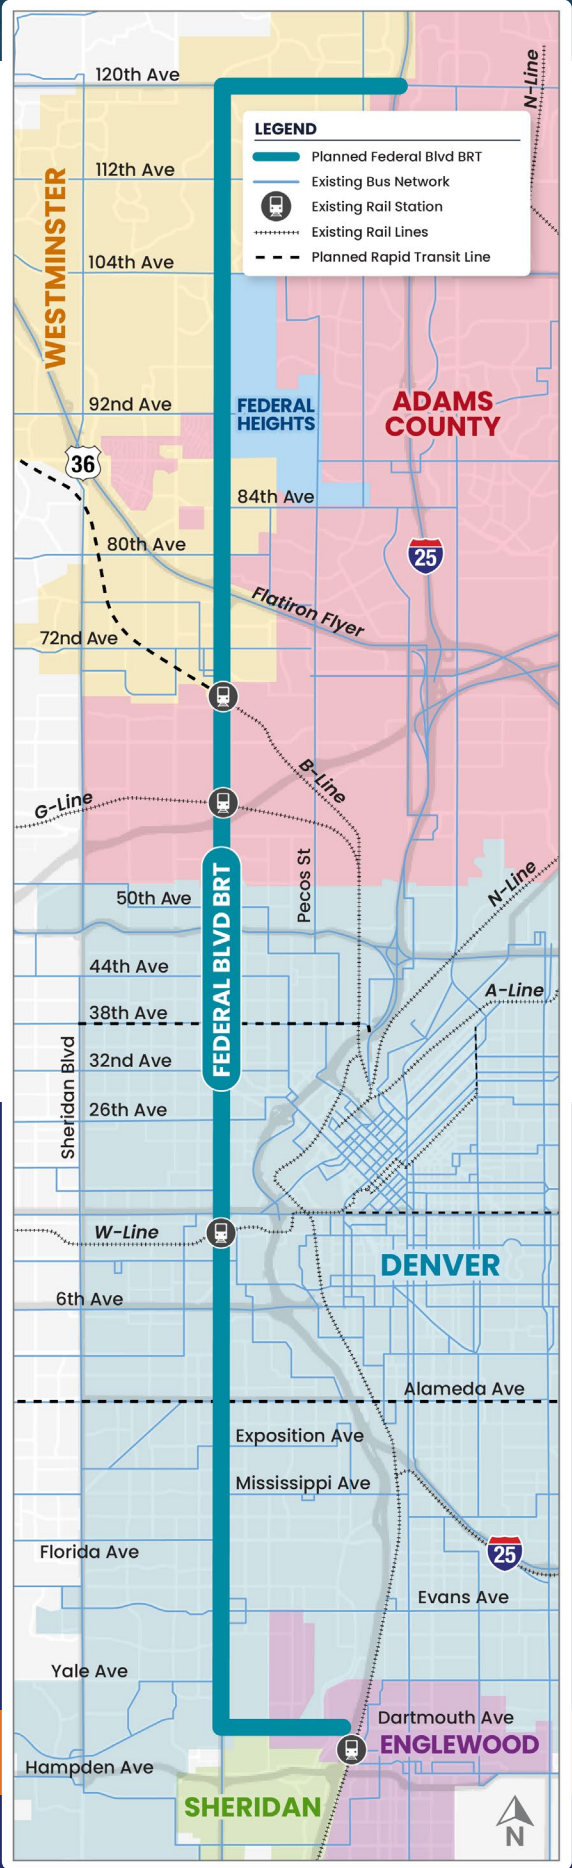 120th Ave
N-Line
LEGEND
Planned Federal Blvd BRT
Existing Bus Network
Existing Rail Station
Existing Rail Lines
Planned Rapid Transit Line
112th Ave
WESTMINSTER
104th Ave
92nd Ave
FEDERAL
HEIGHTS
ADAMS
COUNTY
36
84th Ave
80th Ave
25
Flatiron Flyer
72nd Ave
B-Line
G-Line
Pecos St
50th Ave
N-Line
FEDERAL BLVD BRT
44th Ave
A-Line
38th Ave
Sheridan Blvd
32nd Ave
26th Ave
W-Line
DENVER
6th Ave
Alameda Ave
Exposition Ave
Mississippi Ave
Florida Ave
25
Evans Ave
Yale Ave
Dartmouth Ave
ENGLEWOOD
Hampden Ave
SHERIDAN
N